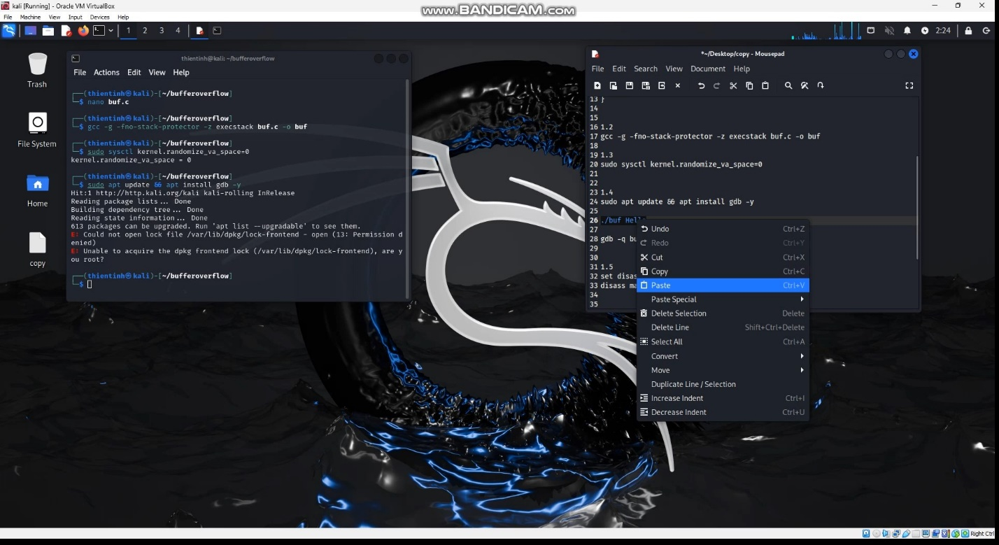 kali [Running] - Oracle VM VirtualBox
www.BANDICAM.com
File Machine View Input Devices Help
1 2 3 4
2:24
Trash
File System
Home
copy
thientinh@kali: ~/bufferoverflow
File Actions Edit View Help
┌──(thientinh㉿kali)-[~/bufferoverflow]
└─$ nano buf.c
┌──(thientinh㉿kali)-[~/bufferoverflow]
└─$ gcc -g -fno-stack-protector -z execstack buf.c -o buf
┌──(thientinh㉿kali)-[~/bufferoverflow]
└─$ sudo sysctl kernel.randomize_va_space=0
kernel.randomize_va_space = 0
┌──(thientinh㉿kali)-[~/bufferoverflow]
└─$ sudo apt update && apt install gdb -y
Hit:1 http://http.kali.org/kali kali-rolling InRelease
Reading package lists... Done
Building dependency tree... Done
Reading state information... Done
613 packages can be upgraded. Run 'apt list --upgradable' to see them.
E: Could not open lock file /var/lib/dpkg/lock-frontend - open (13: Permission d
enied)
E: Unable to acquire the dpkg frontend lock (/var/lib/dpkg/lock-frontend), are y
ou root?
┌──(thientinh㉿kali)-[~/bufferoverflow]
└─$
*~/Desktop/copy - Mousepad
File Edit Search View Document Help
13 }
14
15
16 1.2
17 gcc -g -fno-stack-protector -z execstack buf.c -o buf
18
19 1.3
20 sudo sysctl kernel.randomize_va_space=0
21
22
23 1.4
24 sudo apt update && apt install gdb -y
25
26 ./buf Hello
27
28 gdb -q bu
29
30
31 1.5
32 set disas
33 disass ma
34
35
Undo Ctrl+Z
Redo Ctrl+Y
Cut Ctrl+X
Copy Ctrl+C
Paste Ctrl+V
Paste Special
Delete Selection Delete
Delete Line Shift+Ctrl+Delete
Select All Ctrl+A
Convert
Move
Duplicate Line / Selection
Increase Indent Ctrl+I
Decrease Indent Ctrl+U
Right Ctrl